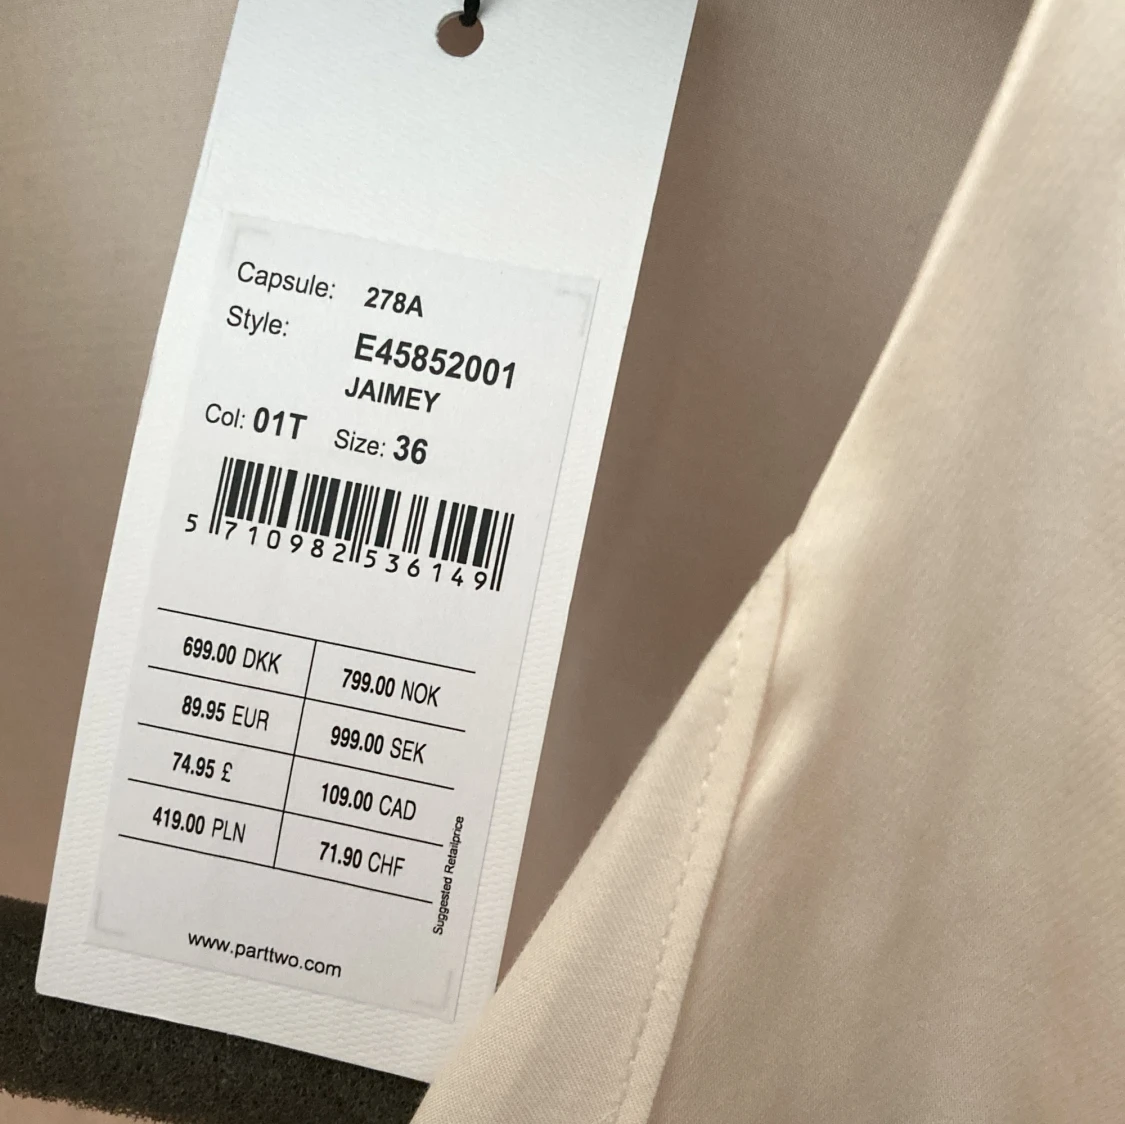 Capsule: 278A
Style: E45852001
JAIMEY
Col: 01T Size: 36
5 710982 536149
699.00 DKK 799.00 NOK
89.95 EUR 999.00 SEK
74.95 £ 109.00 CAD
419.00 PLN 71.90 CHF
Suggested Retailprice
www.parttwo.com